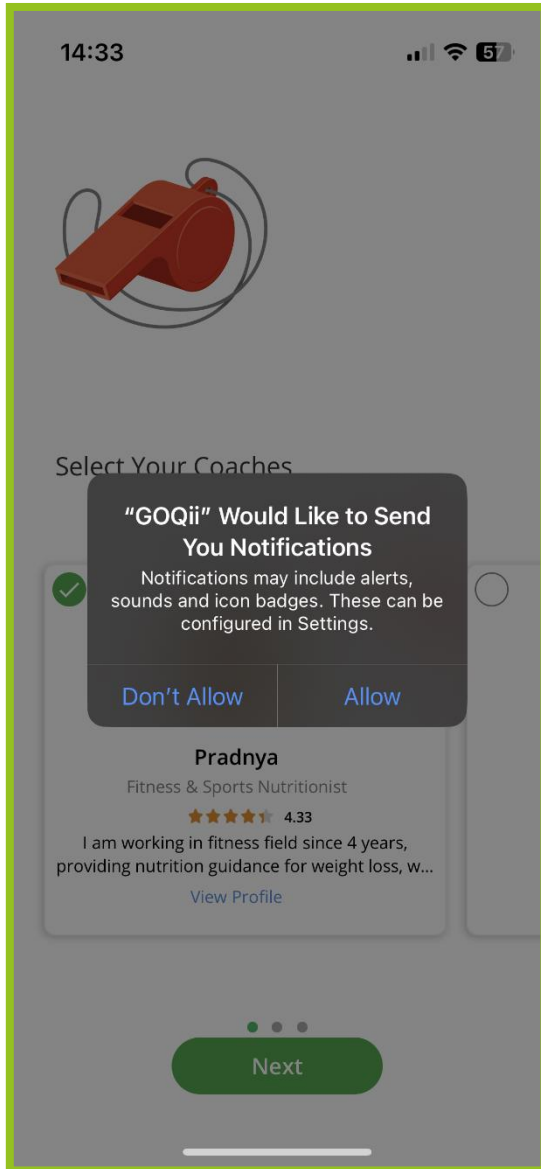 14:33
57
Select Your Coaches
“GOQii” Would Like to Send
You Notifications
Notifications may include alerts,
sounds and icon badges. These can be
configured in Settings.
Don’t Allow
Allow
Pradnya
Fitness & Sports Nutritionist
4.33
I am working in fitness field since 4 years,
providing nutrition guidance for weight loss, w...
View Profile
Next